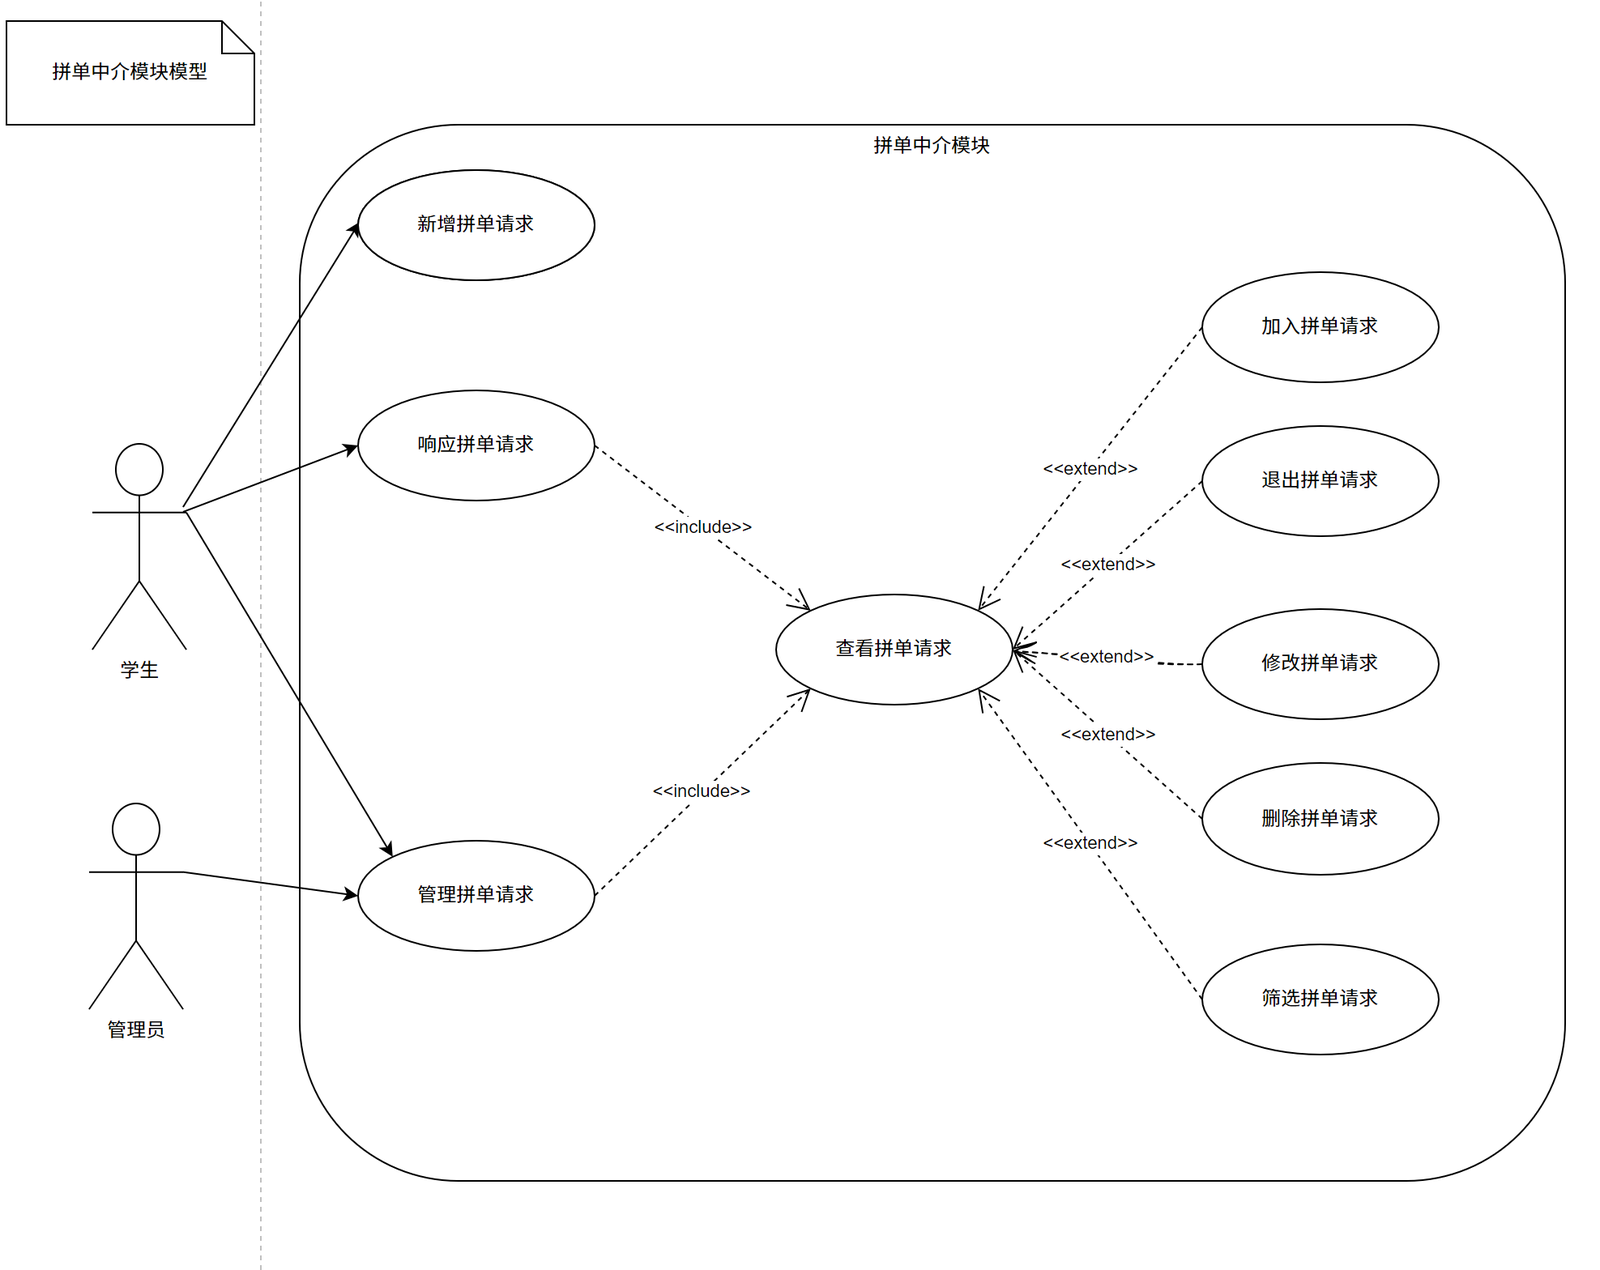 拼单中介模块模型
拼单中介模块
新增拼单请求
加入拼单请求
响应拼单请求
<<extend>>
退出拼单请求
<<include>>
<<extend>>
查看拼单请求
<<extend>>
修改拼单请求
学生
<<extend>>
<<include>>
删除拼单请求
<<extend>>
管理拼单请求
筛选拼单请求
管理员